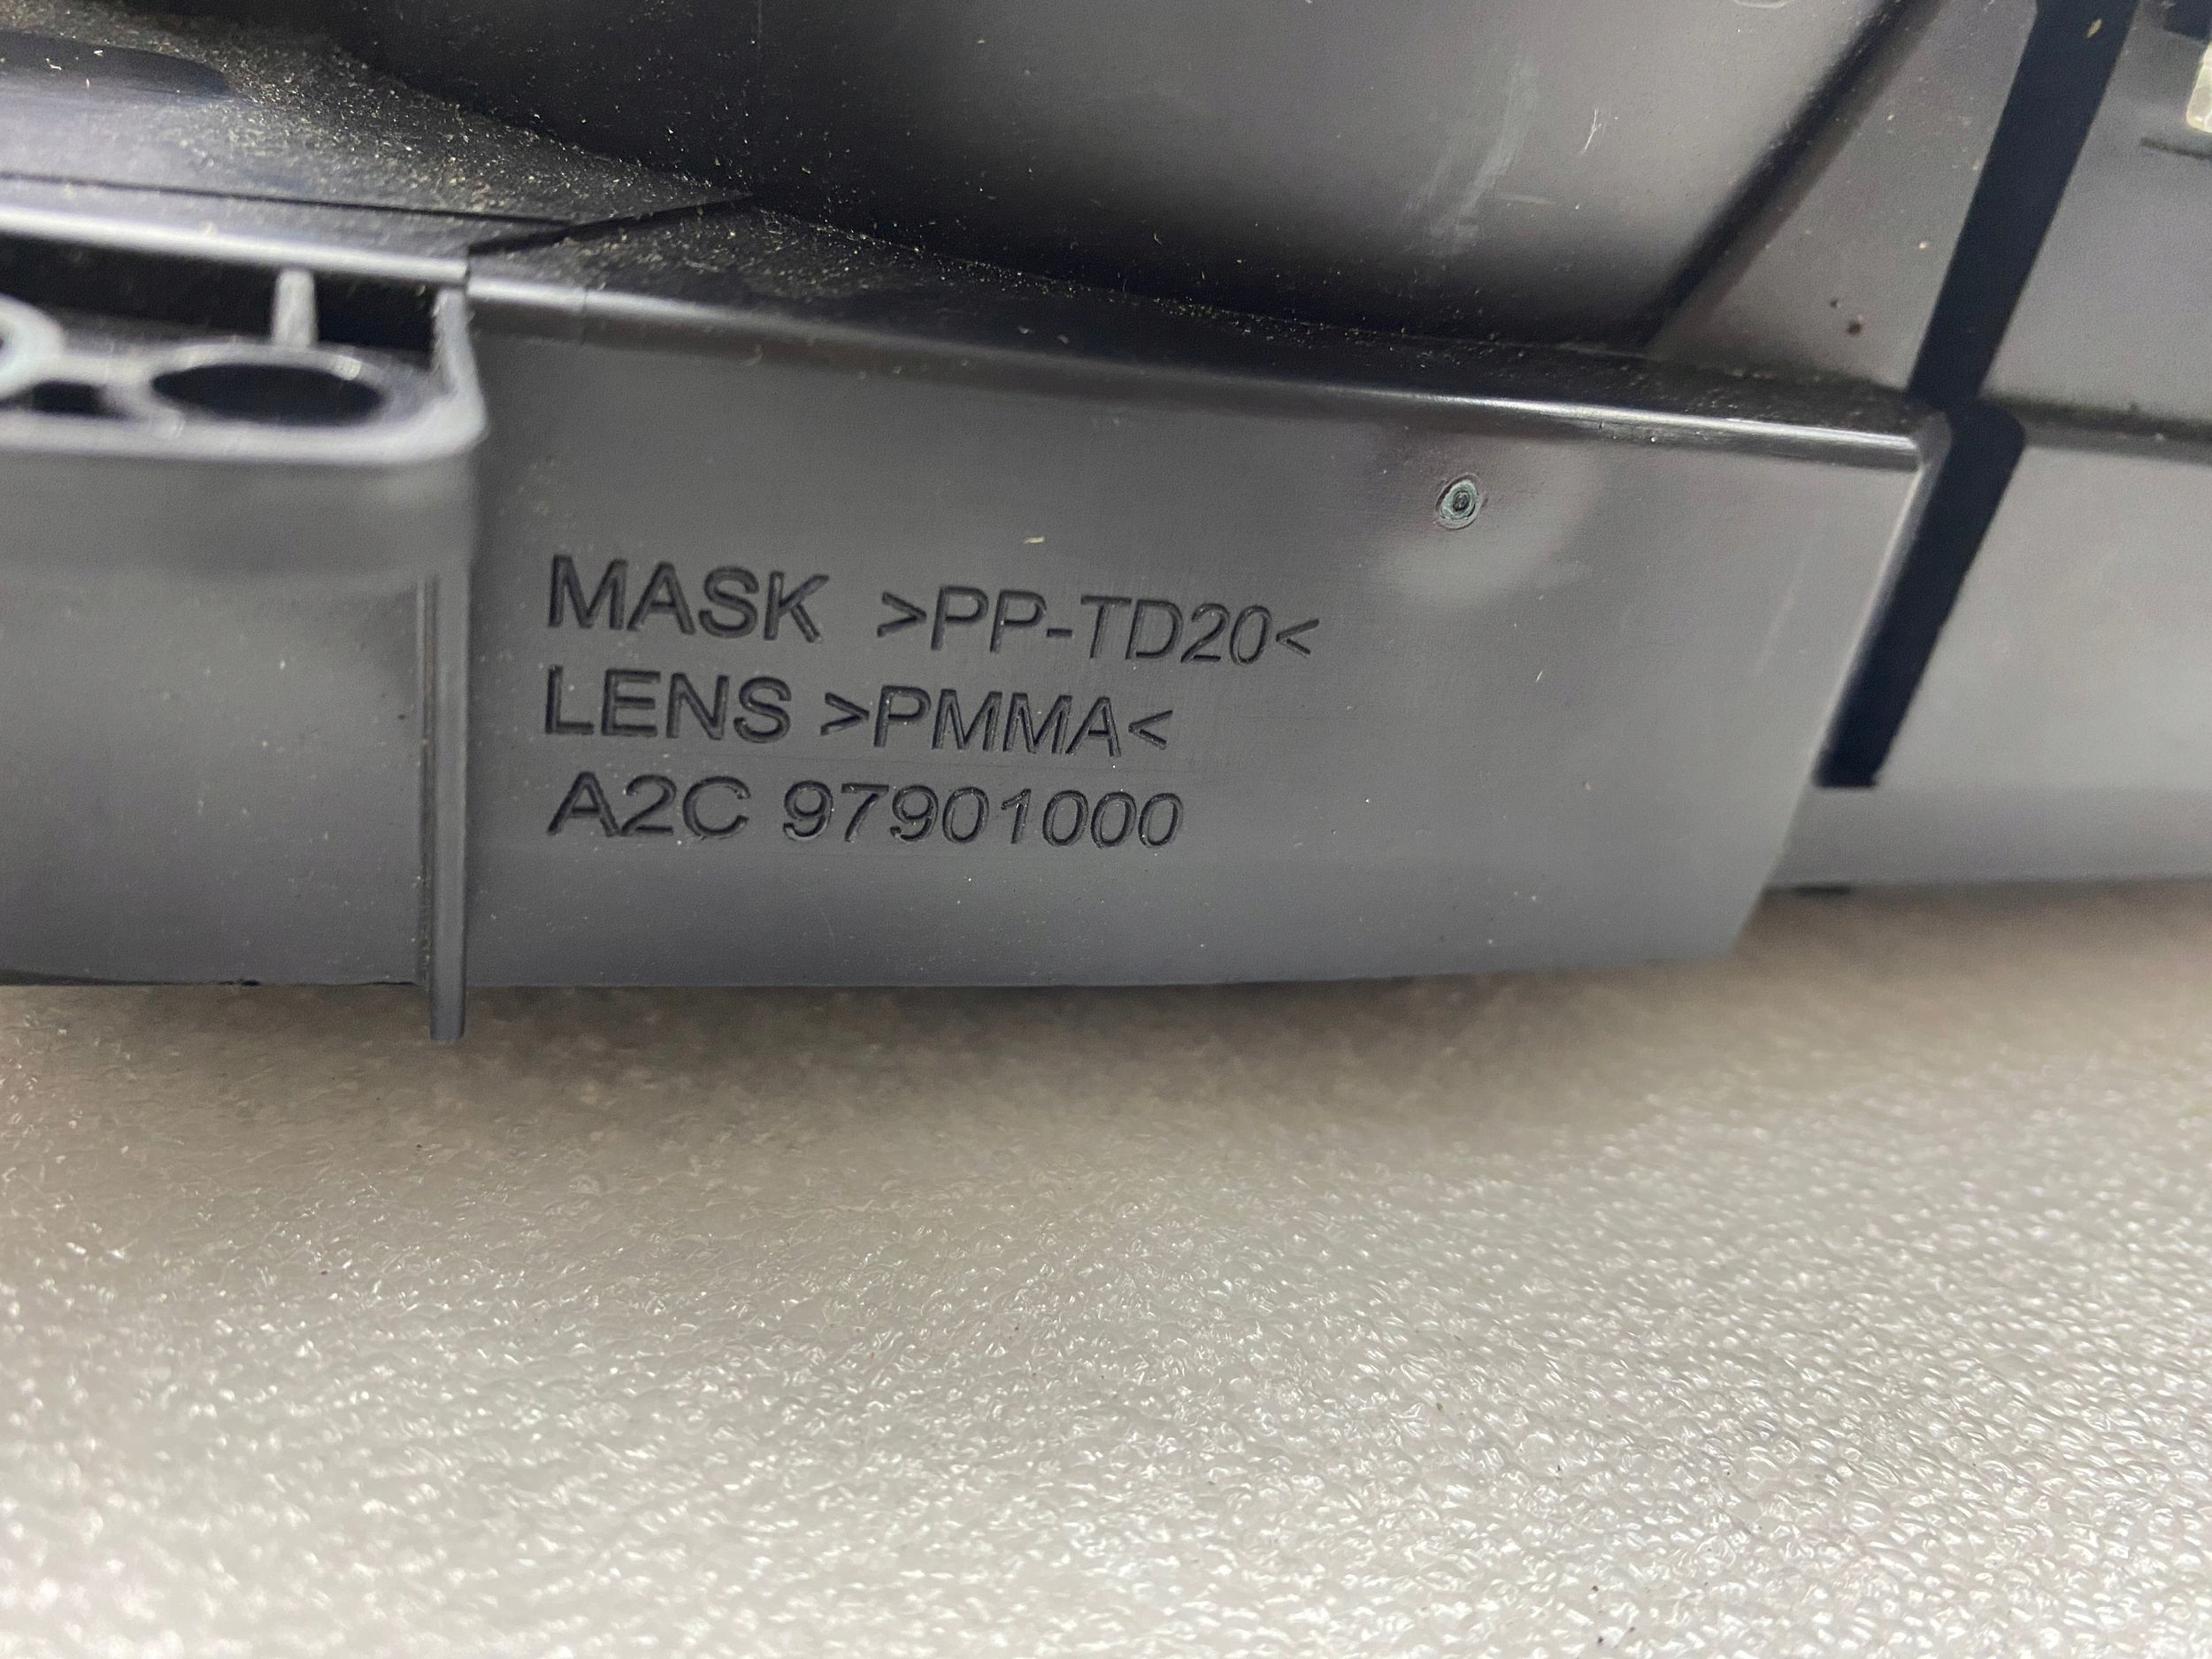 MASK >PP-TD20<
LENS >PMMA<
A2C 97901000